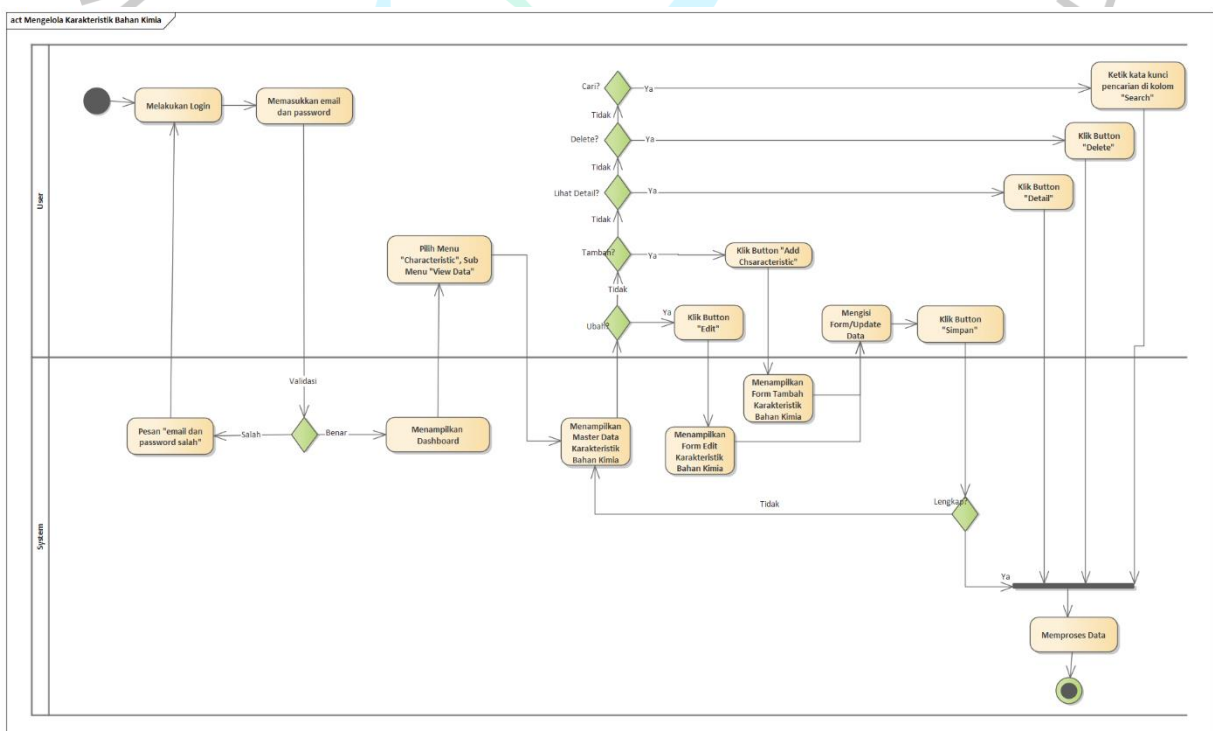 act Mengelola Karakteristik Bahan Kimia
User
System
Melakukan Login
Memasukkan email
dan password
Validasi
Salah
Benar
Pesan "email dan
password salah"
Menampilkan
Dashboard
Pilih Menu
"Characteristic", Sub
Menu "View Data"
Menampilkan
Master Data
Karakteristik
Bahan Kimia
Ubah?
Ya
Tidak
Klik Button
"Edit"
Menampilkan
Form Edit
Karakteristik
Bahan Kimia
Tambah?
Ya
Tidak
Klik Button "Add
Chsaracteristic"
Menampilkan
Form Tambah
Karakteristik
Bahan Kimia
Mengisi
Form/Update
Data
Klik Button
"Simpan"
Lihat Detail?
Ya
Tidak
Klik Button
"Detail"
Delete?
Ya
Tidak
Klik Button
"Delete"
Cari?
Ya
Ketik kata kunci
pencarian di kolom
"Search"
Lengkap?
Tidak
Ya
Memproses Data